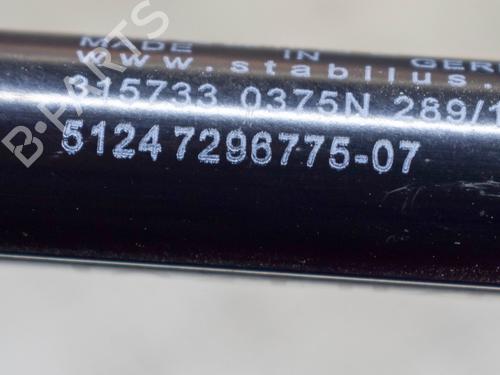 MADE IN GER
www.stabilus.
315733 0375N 289/1
51247296775-07
B-PARTS